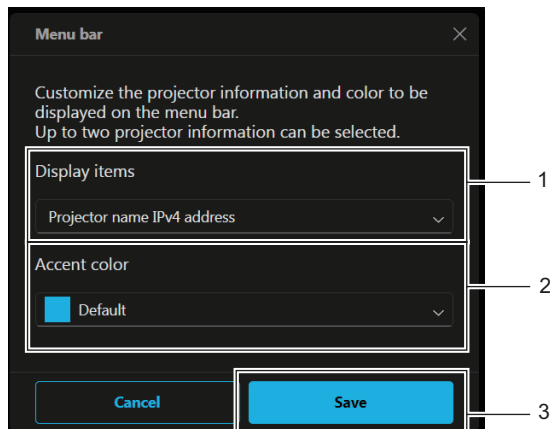 Menu bar
Customize the projector information and color to be
displayed on the menu bar.
Up to two projector information can be selected.
Display items
1
Projector name IPv4 address
Accent color
2
Default
Cancel
Save
3